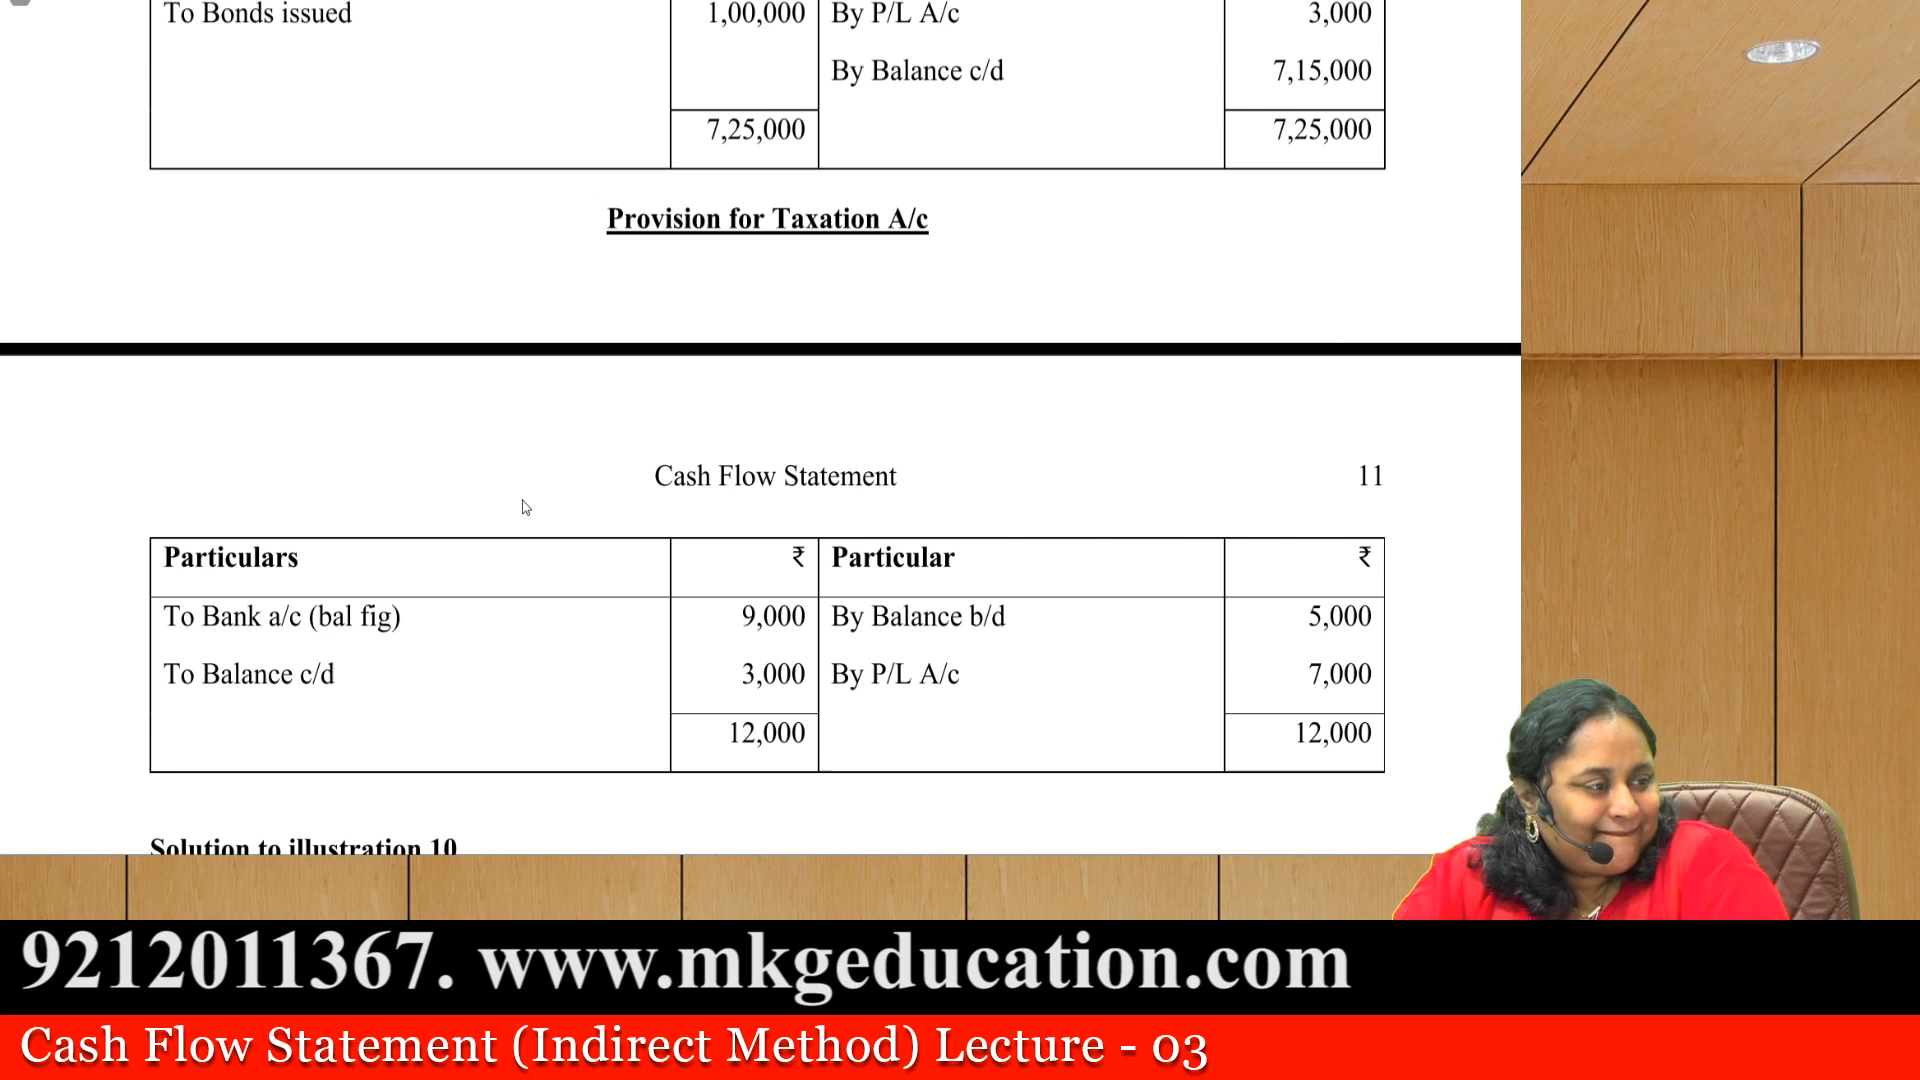 To Bonds issued 1,00,000 By P/L A/c 3,000
By Balance c/d 7,15,000
7,25,000 7,25,000
Provision for Taxation A/c
Cash Flow Statement 11
Particulars ₹ Particular ₹
To Bank a/c (bal fig) 9,000 By Balance b/d 5,000
To Balance c/d 3,000 By P/L A/c 7,000
12,000 12,000
Solution to illustration 10
9212011367. www.mkgeducation.com
Cash Flow Statement (Indirect Method) Lecture - 03